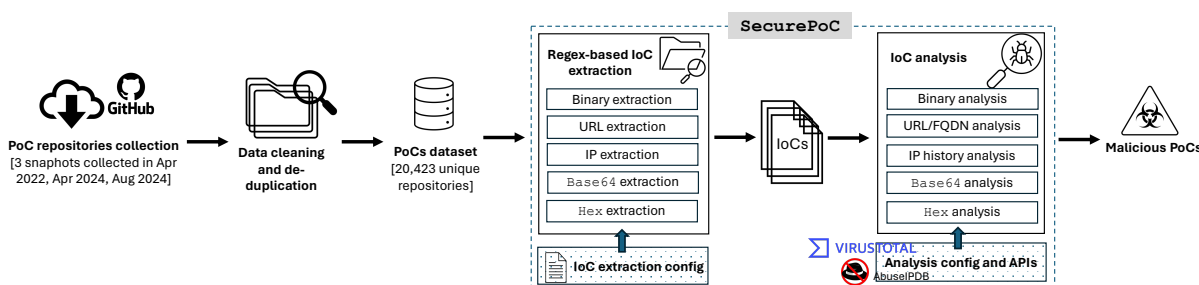 SecurePoC
GitHub
PoC repositories collection
[3 snaphots collected in Apr
2022, Apr 2024, Aug 2024]
Data cleaning
and de-
duplication
PoCs dataset
[20,423 unique
repositories]
Regex-based IoC
extraction
Binary extraction
URL extraction
IP extraction
Base64 extraction
Hex extraction
IoC extraction config
IoCs
IoC analysis
Binary analysis
URL/FQDN analysis
IP history analysis
Base64 analysis
Hex analysis
VIRUSTOTAL
Analysis config and APIs
AbuseIPDB
Malicious PoCs